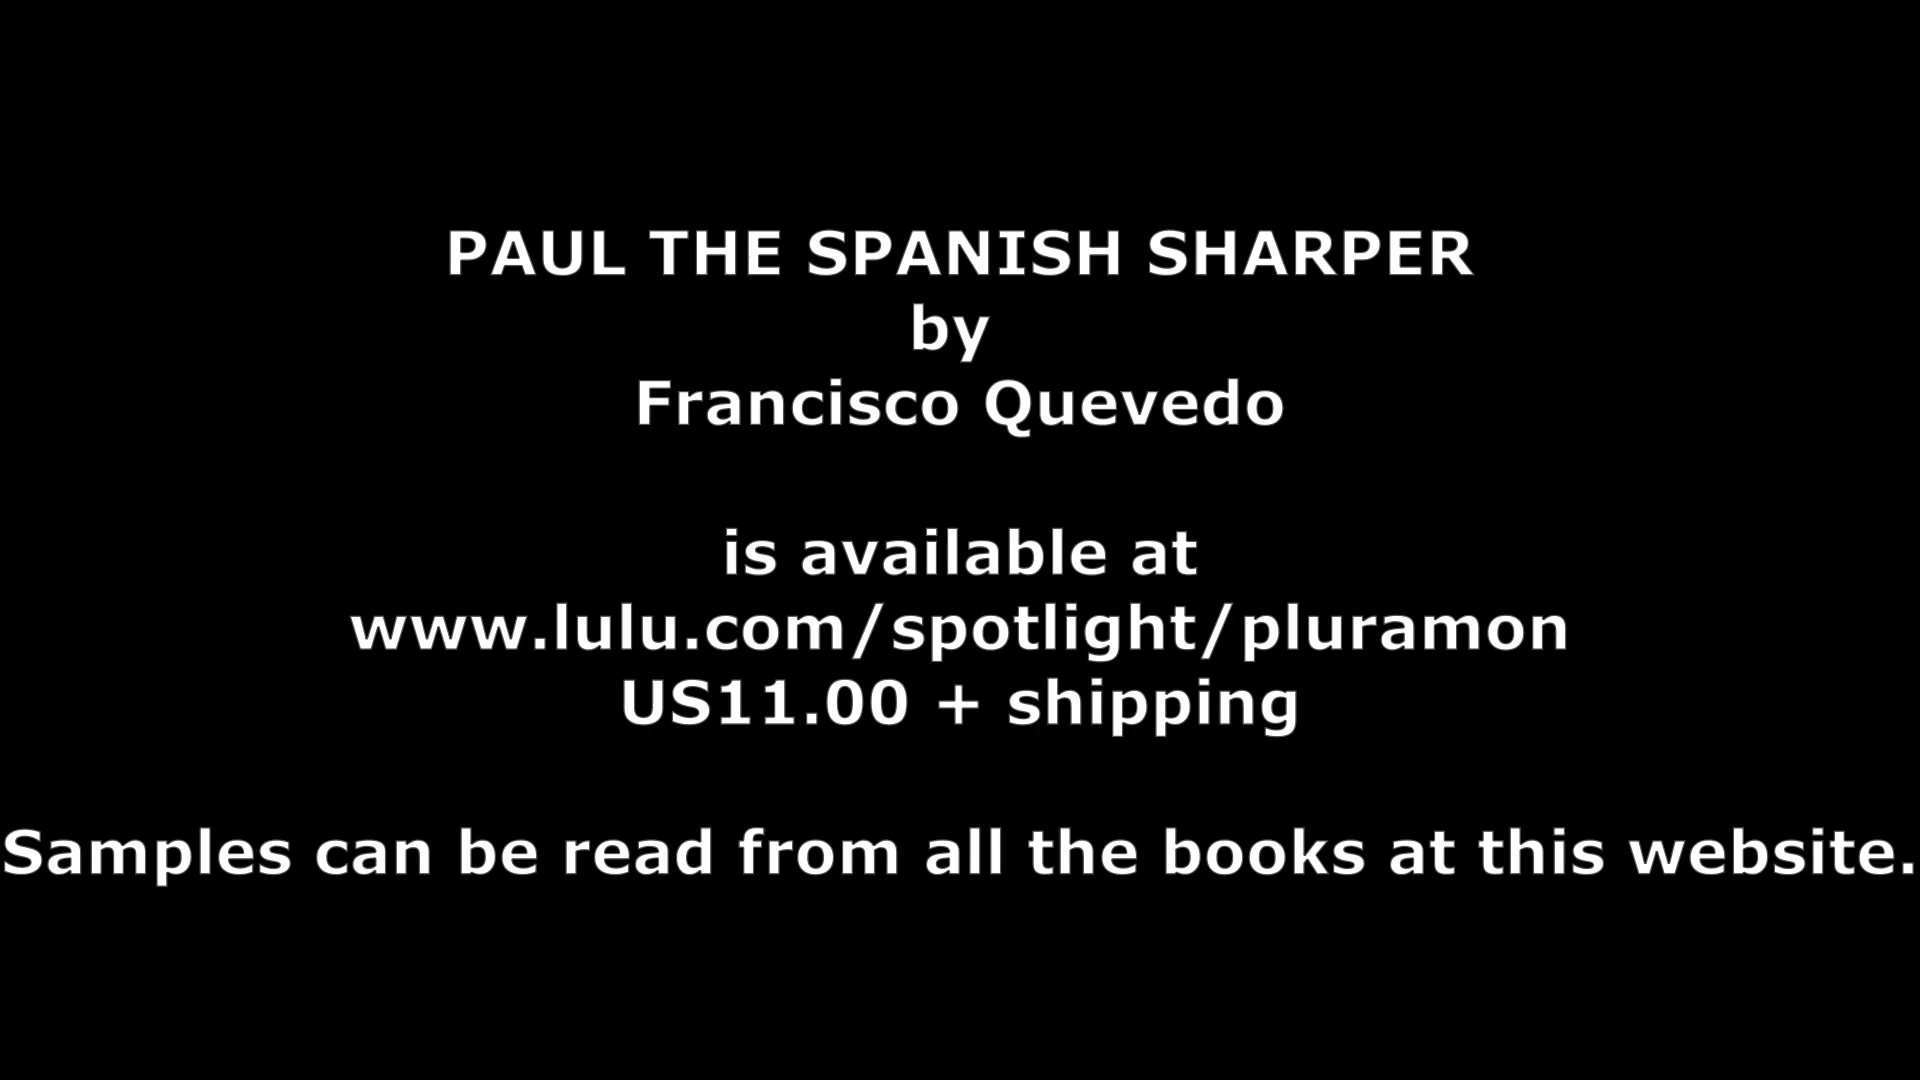 PAUL THE SPANISH SHARPER
by
Francisco Quevedo
is available at
www.lulu.com/spotlight/pluramon
US11.00 + shipping
Samples can be read from all the books at this website.